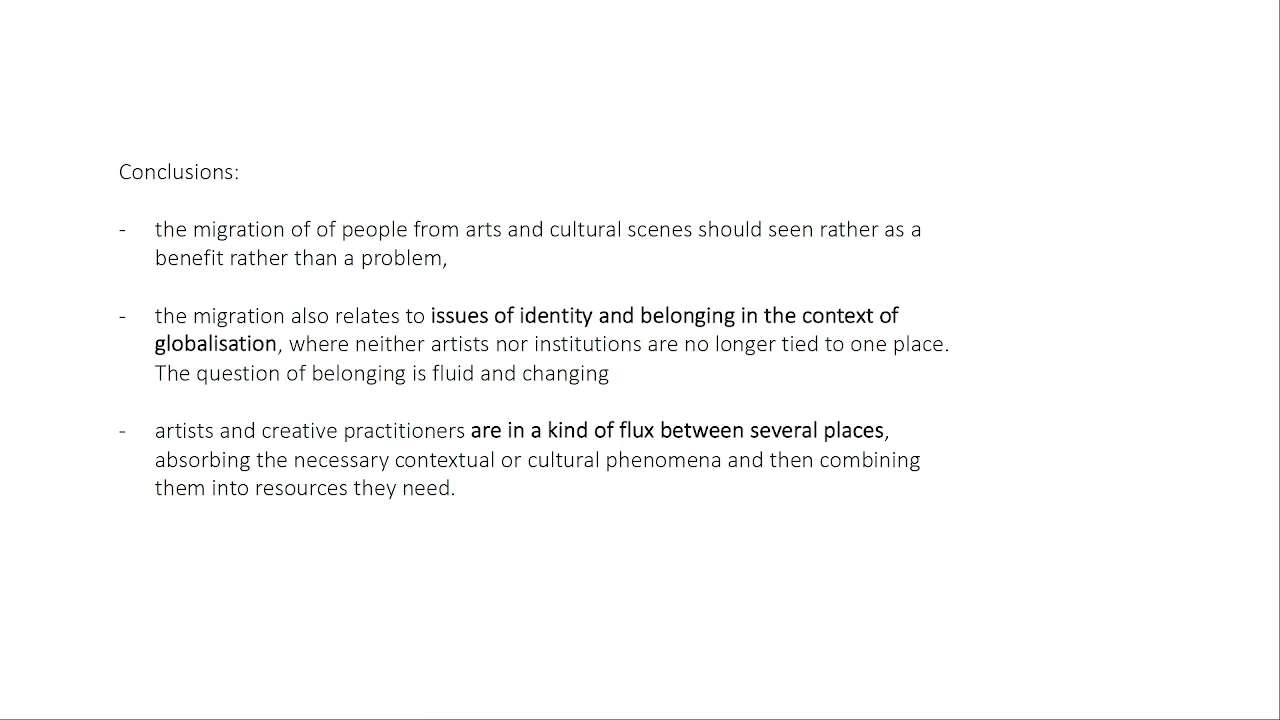 Conclusions:
- the migration of of people from arts and cultural scenes should seen rather as a
benefit rather than a problem,
- the migration also relates to issues of identity and belonging in the context of
globalisation, where neither artists nor institutions are no longer tied to one place.
The question of belonging is fluid and changing
- artists and creative practitioners are in a kind of flux between several places,
absorbing the necessary contextual or cultural phenomena and then combining
them into resources they need.